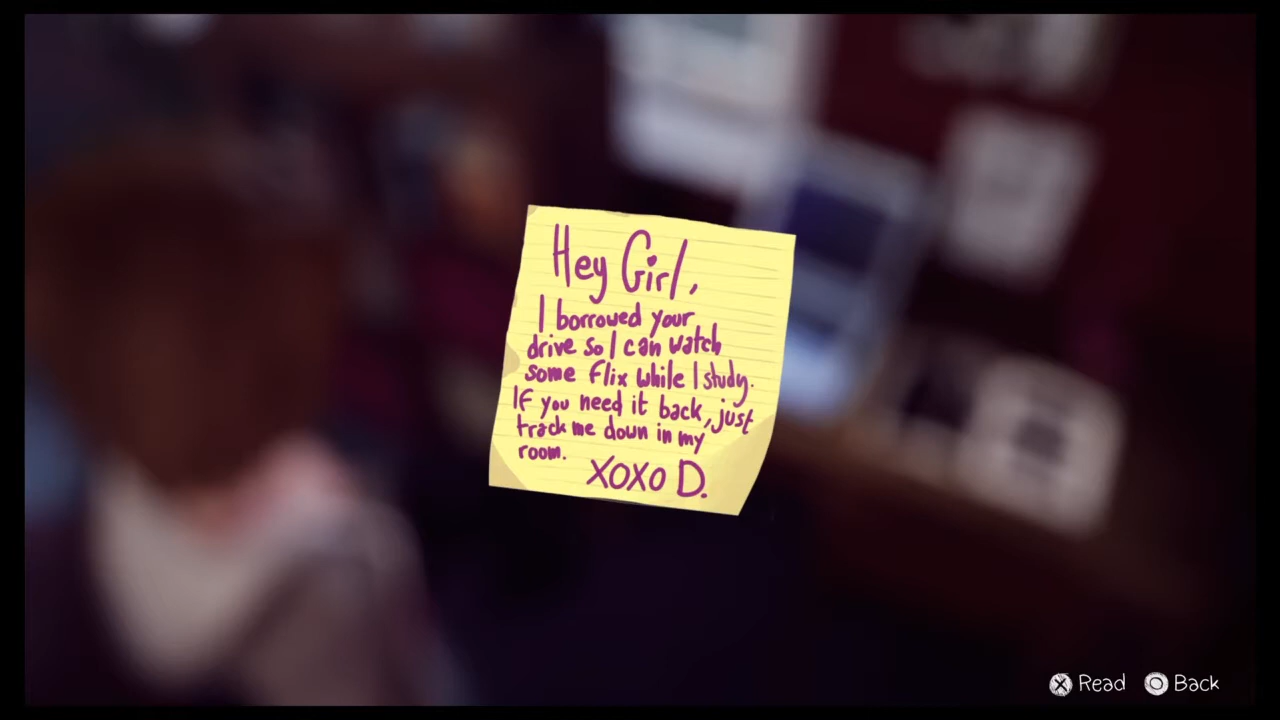 Hey Girl,
I borrowed your
drive so I can watch
some flix while I study.
If you need it back, just
track me down in my
room.
XOXO D.
Read Back